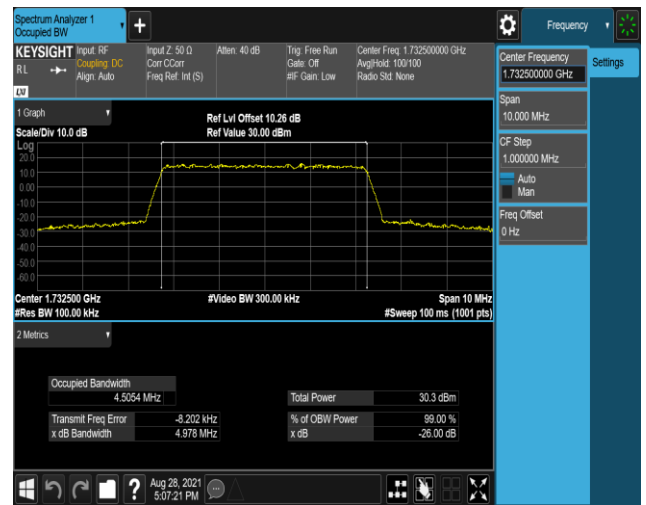 Spectrum Analyzer 1
Occupied BW
Frequency
KEYSIGHT
RL
LXI
Input: RF
Coupling: DC
Align: Auto
Input Z: 50 Ω
Corr CCorr
Freq Ref: Int (S)
Atten: 40 dB
Trig: Free Run
Gate: Off
#IF Gain: Low
Center Freq: 1.732500000 GHz
Avg|Hold: 100/100
Radio Std: None
Center Frequency
1.732500000 GHz
Settings
Span
10.000 MHz
CF Step
1.000000 MHz
Auto
Man
Freq Offset
0 Hz
1 Graph
Scale/Div 10.0 dB
Ref Lvl Offset 10.26 dB
Ref Value 30.00 dBm
Log
20.0
10.0
0.00
-10.0
-20.0
-30.0
-40.0
-50.0
-60.0
Center 1.732500 GHz
#Res BW 100.00 kHz
#Video BW 300.00 kHz
Span 10 MHz
#Sweep 100 ms (1001 pts)
2 Metrics
Occupied Bandwidth
4.5054 MHz
Total Power 30.3 dBm
Transmit Freq Error -8.202 kHz
% of OBW Power 99.00 %
x dB Bandwidth 4.978 MHz
x dB -26.00 dB
?
Aug 28, 2021
5:07:21 PM